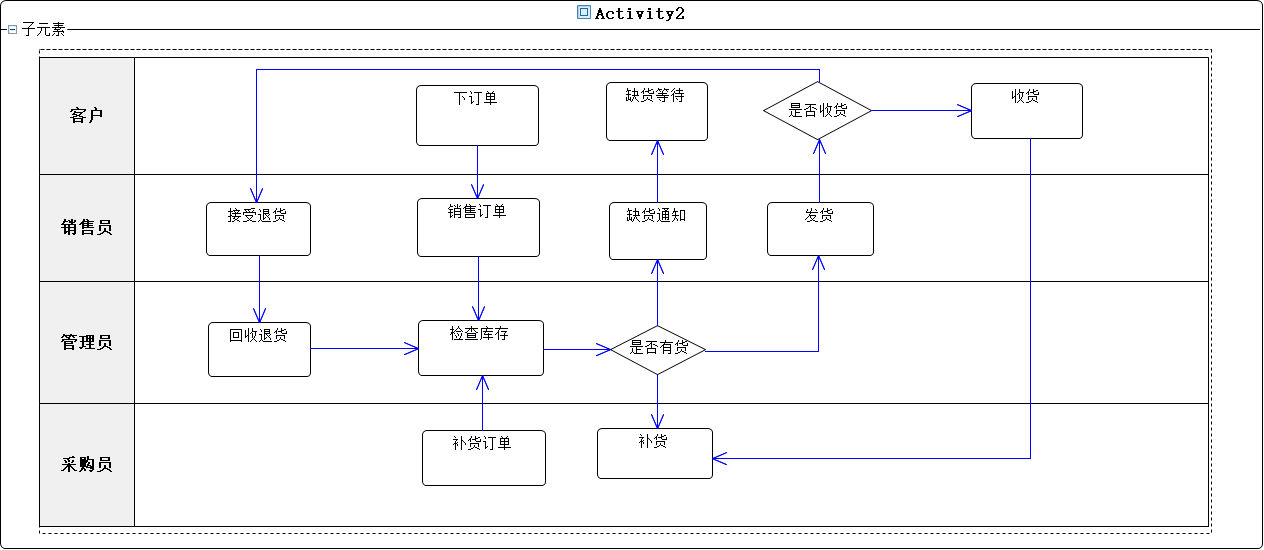 Activity2
子元素
客户
下订单
缺货等待
是否收货
收货
销售员
接受退货
销售订单
缺货通知
发货
管理员
回收退货
检查库存
是否有货
采购员
补货订单
补货